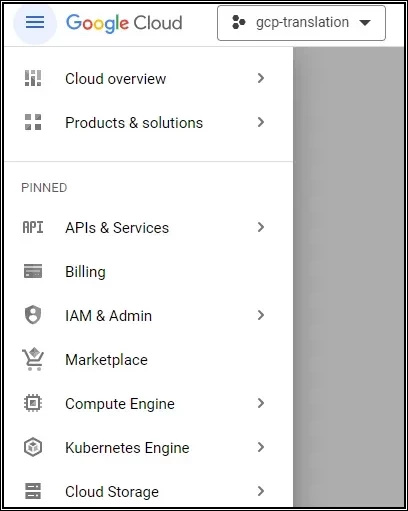 Google Cloud gcp-translation
Cloud overview
Products & solutions
PINNED
API APIs & Services
Billing
IAM & Admin
Marketplace
Compute Engine
Kubernetes Engine
Cloud Storage